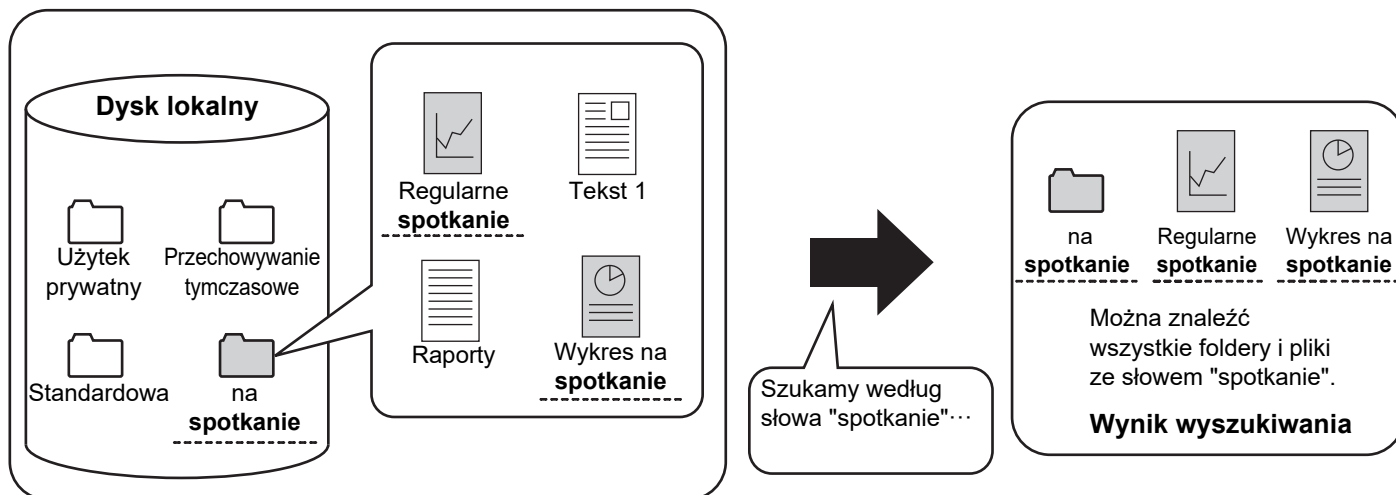 Dysk lokalny
Użytek
prywatny
Przechowywanie
tymczasowe
Standardowa
na
spotkanie
Regularne
spotkanie
Tekst 1
Raporty
Wykres na
spotkanie
Szukamy według
słowa "spotkanie"···
na
spotkanie
Regularne
spotkanie
Wykres na
spotkanie
Można znaleźć
wszystkie foldery i pliki
ze słowem "spotkanie".
Wynik wyszukiwania